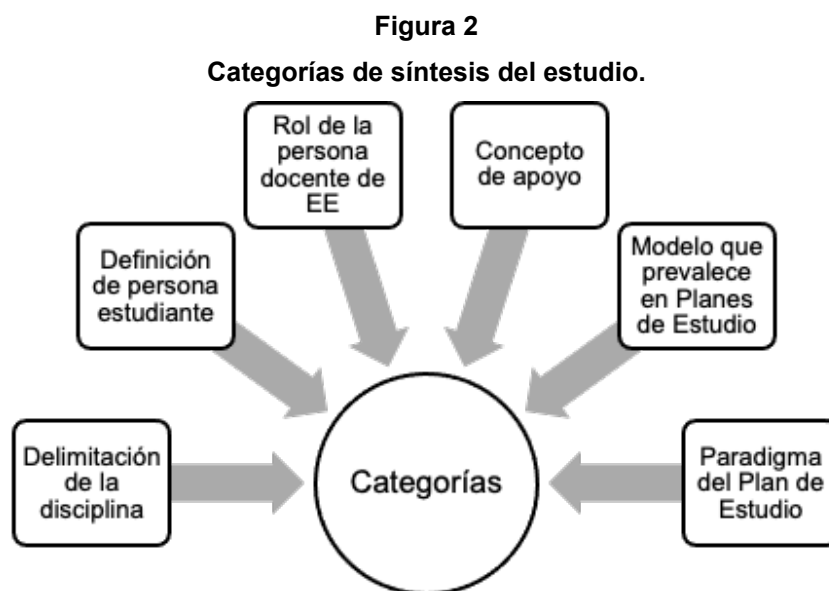 Figura 2
Categorías de síntesis del estudio.
Rol de la
persona
docente de
EE
Concepto
de apoyo
Definición
de persona
estudiante
Modelo que
prevalece
en Planes
de Estudio
Delimitación
de la
disciplina
Categorías
Paradigma
del Plan de
Estudio